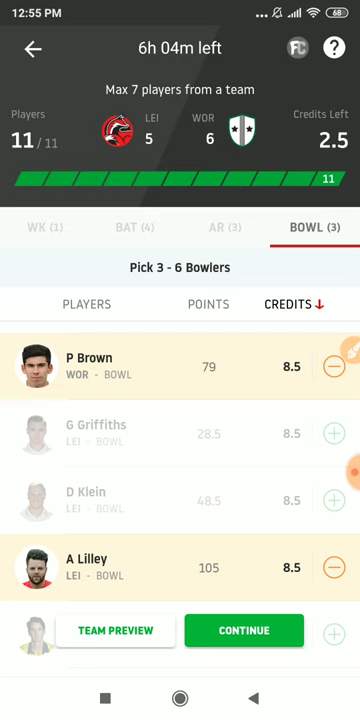 12:55 PM
68
6h 04m left
FC
?
Max 7 players from a team
Players
LEI
WOR
Credits Left
11 / 11
5
6
2.5
11
WK (1)
BAT (4)
AR (3)
BOWL (3)
Pick 3 - 6 Bowlers
PLAYERS
POINTS
CREDITS
P Brown
WOR - BOWL
79
8.5
G Griffiths
LEI - BOWL
28.5
8.5
D Klein
LEI - BOWL
48.5
8.5
A Lilley
LEI - BOWL
105
8.5
TEAM PREVIEW
CONTINUE